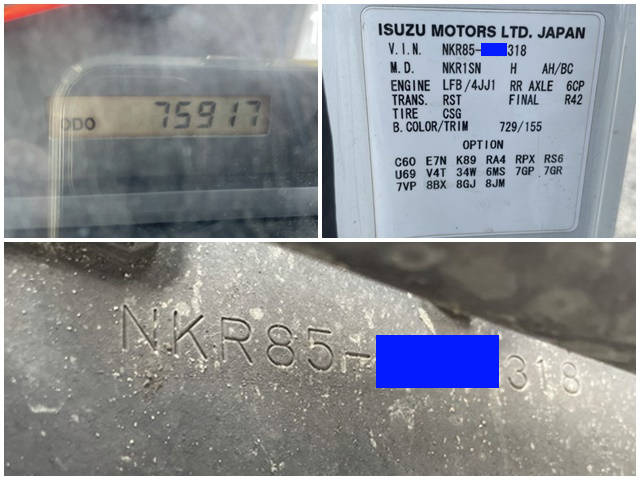 ODO 75917
ISUZU MOTORS LTD. JAPAN
V.I.N. NKR85- 318
M.D. NKR1SN H AH/BC
ENGINE LFB/4JJ1 RR AXLE 6CP
TRANS. RST FINAL R42
TIRE CSG
B.COLOR/TRIM 729/155
OPTION
C60 E7N K89 RA4 RPX RS6
U69 V4T 34W 6MS 7GP 7GR
7VP 8BX 8GJ 8JM
NKR85- 318